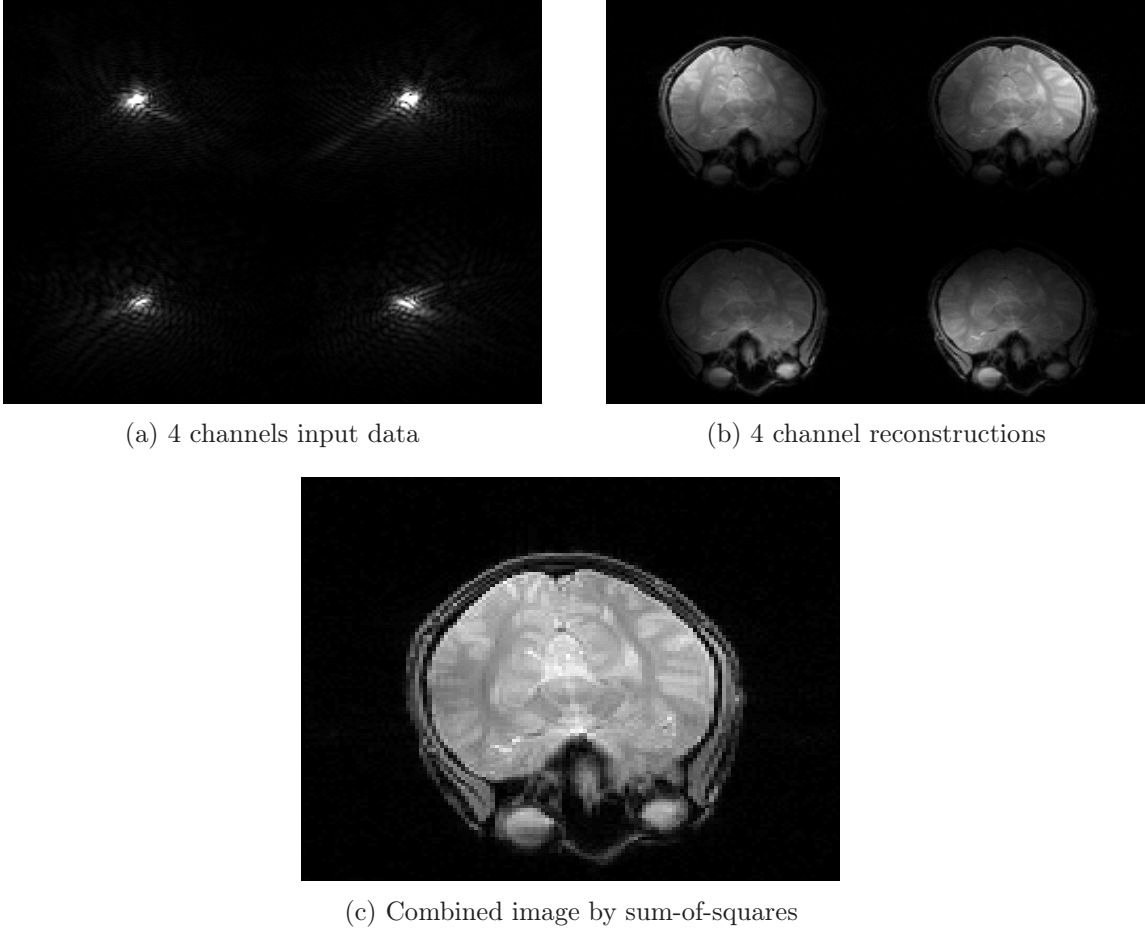 (a) 4 channels input data
(b) 4 channel reconstructions
(c) Combined image by sum-of-squares